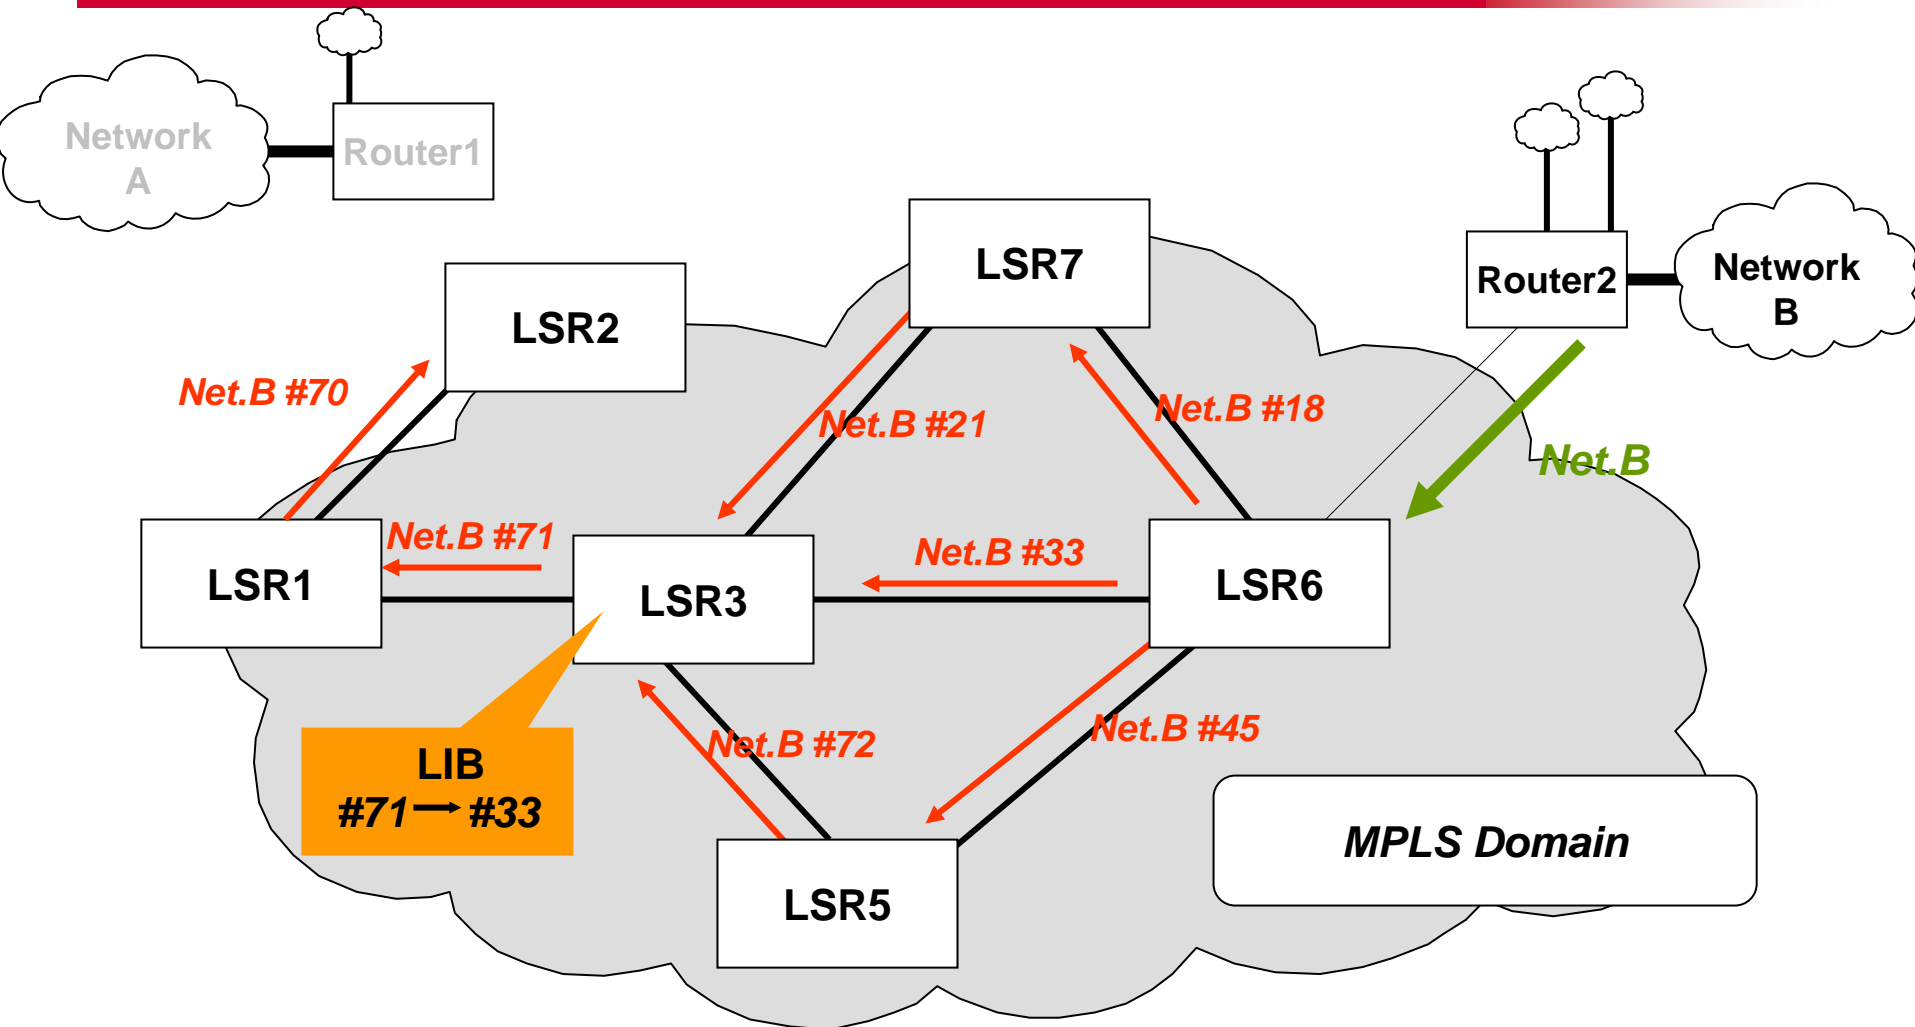 Network
A
Router1
LSR7
Router2
Network
B
LSR2
Net.B #70
Net.B #21
Net.B #18
Net.B
Net.B #71
Net.B #33
LSR1
LSR3
LSR6
Net.B #72
Net.B #45
LIB
#71 → #33
MPLS Domain
LSR5